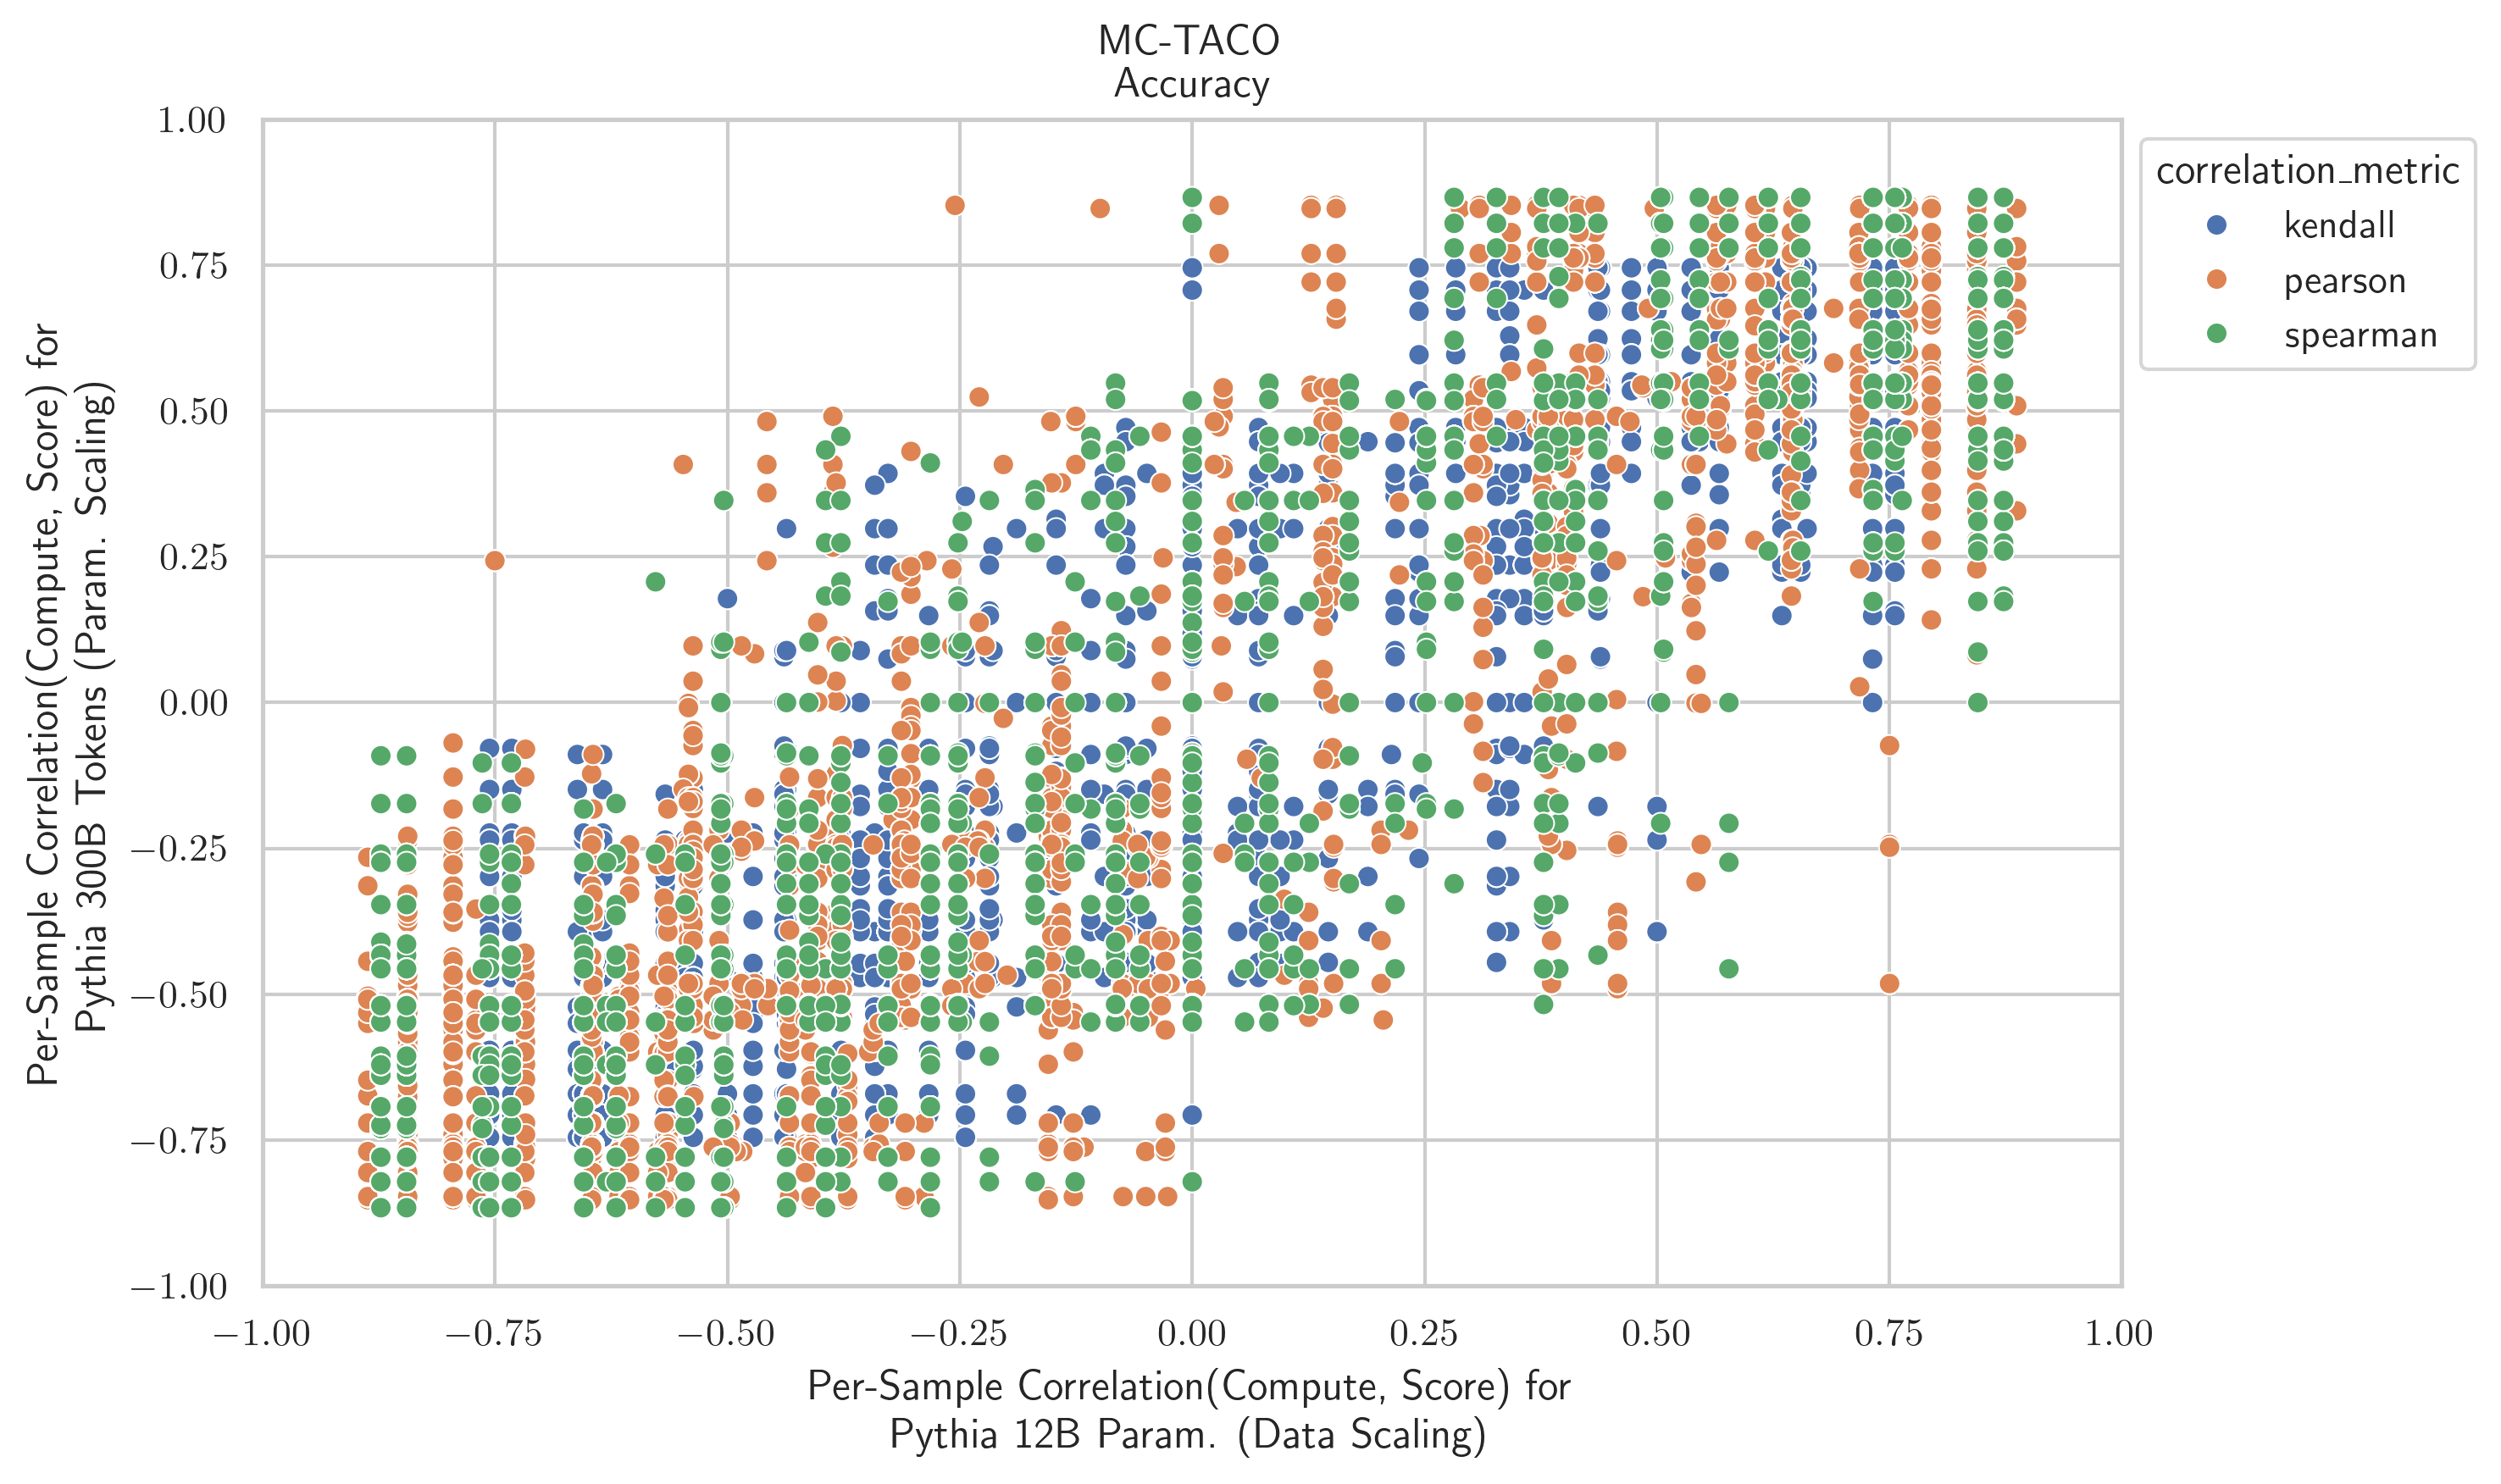 MC-TACO
Accuracy
Per-Sample Correlation(Compute, Score) for
Pythia 300B Tokens (Param. Scaling)
1.00
0.75
0.50
0.25
0.00
−0.25
−0.50
−0.75
−1.00
−1.00 −0.75 −0.50 −0.25 0.00 0.25 0.50 0.75 1.00
Per-Sample Correlation(Compute, Score) for
Pythia 12B Param. (Data Scaling)
correlation_metric
kendall
pearson
spearman